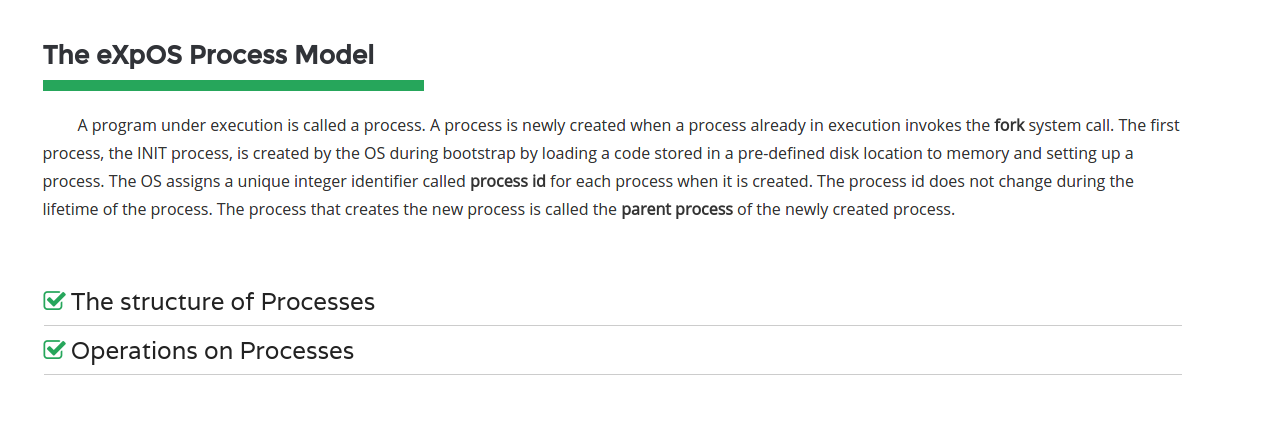 The eXpOS Process Model
A program under execution is called a process. A process is newly created when a process already in execution invokes the fork system call. The first
process, the INIT process, is created by the OS during bootstrap by loading a code stored in a pre-defined disk location to memory and setting up a
process. The OS assigns a unique integer identifier called process id for each process when it is created. The process id does not change during the
lifetime of the process. The process that creates the new process is called the parent process of the newly created process.
The structure of Processes
Operations on Processes